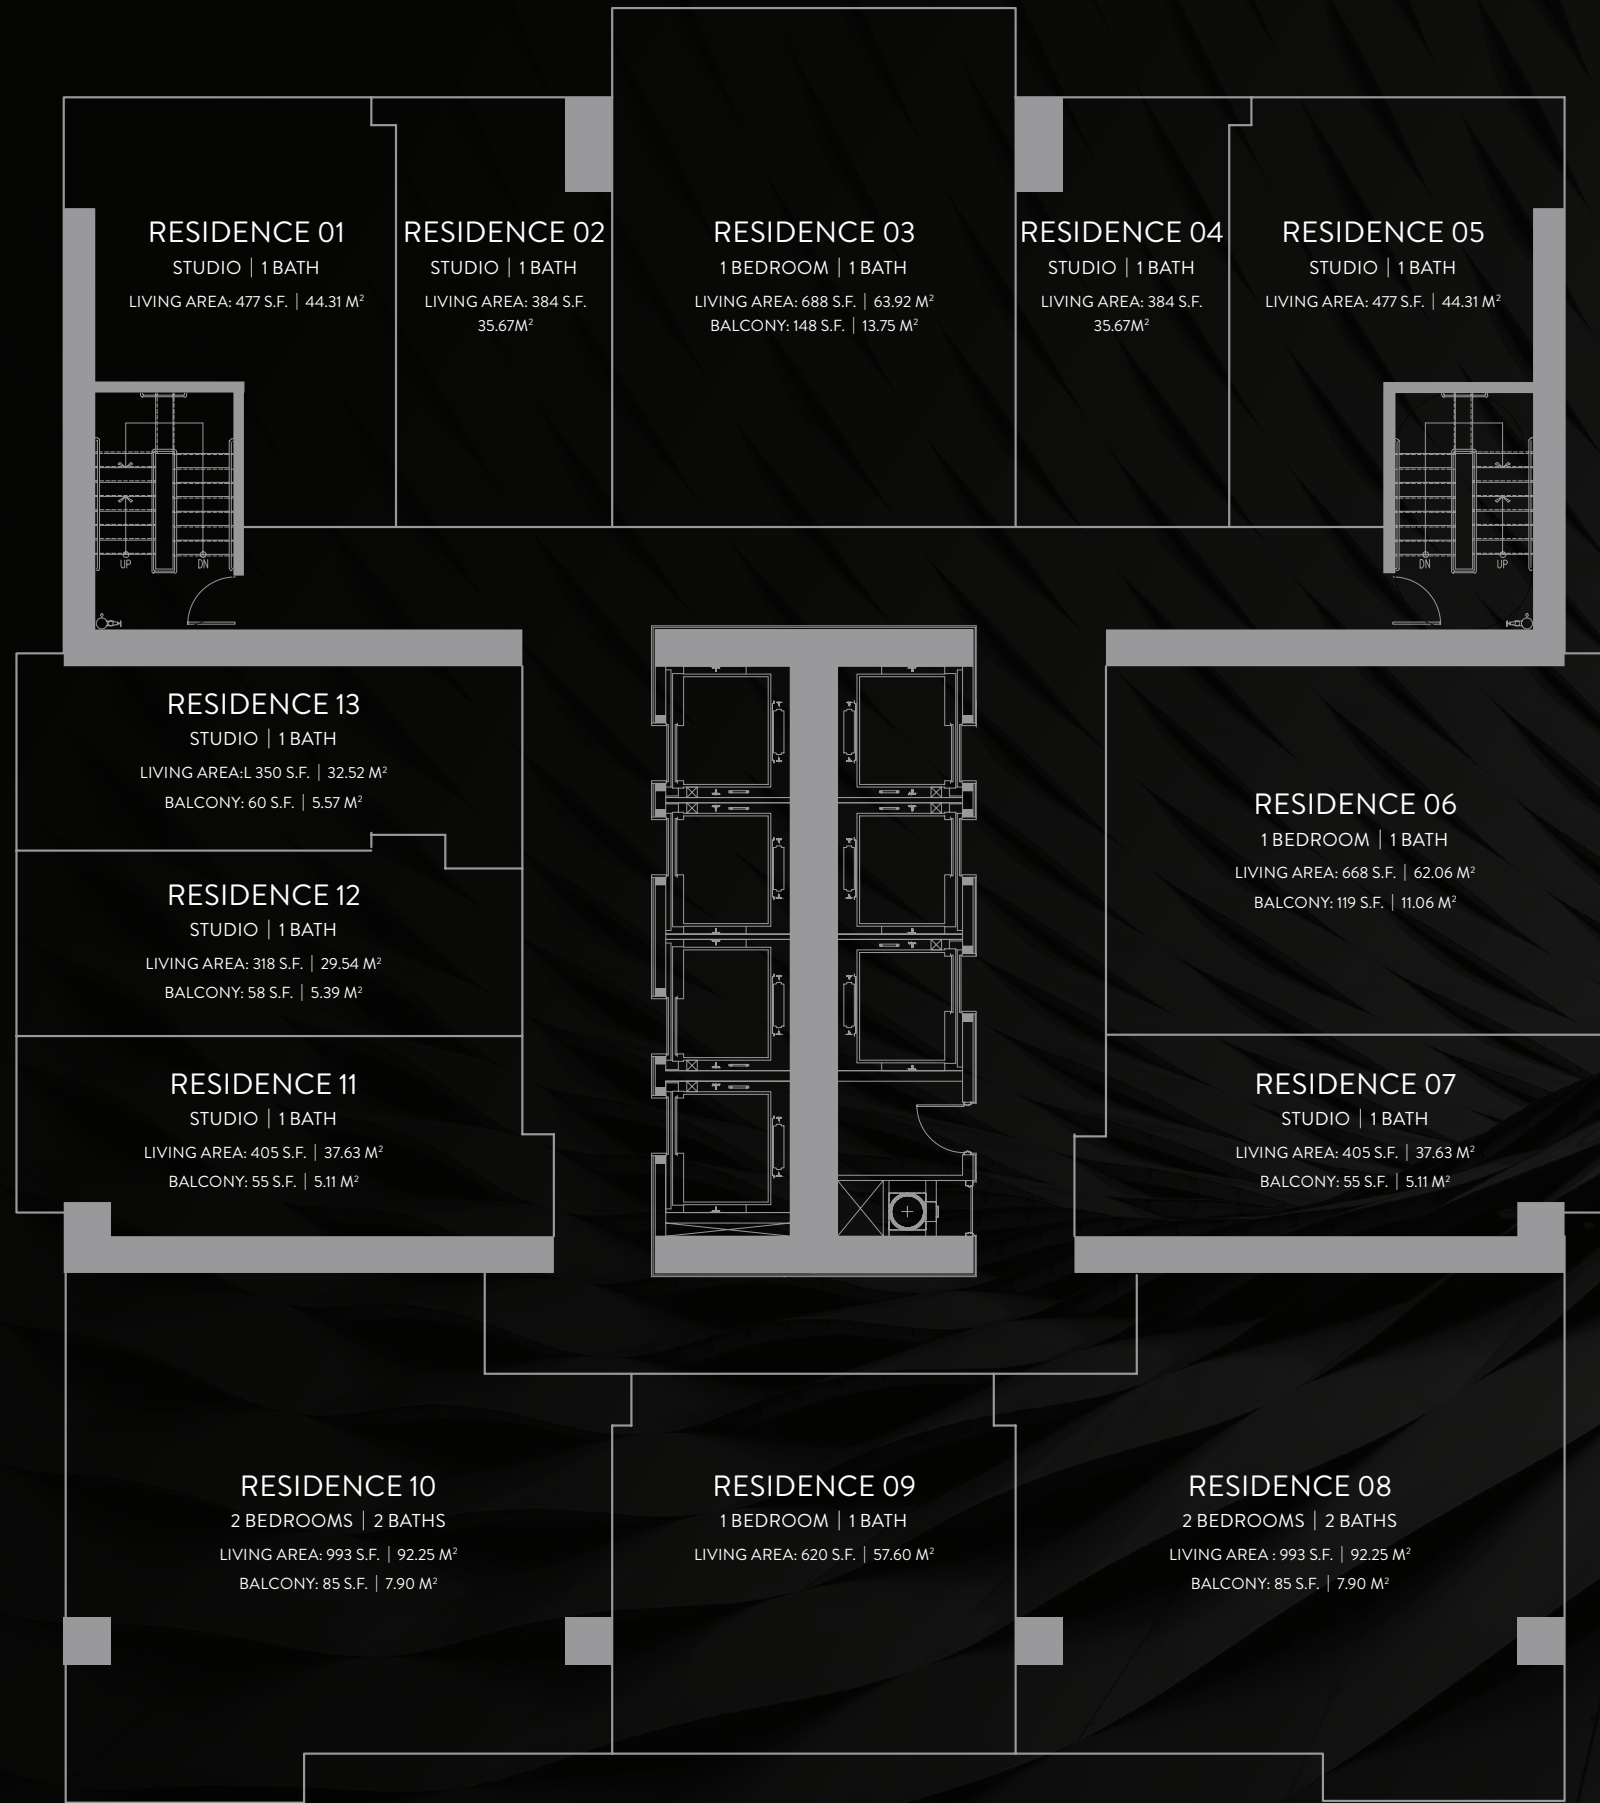 RESIDENCE 01
STUDIO | 1 BATH
LIVING AREA: 477 S.F. | 44.31 M²
RESIDENCE 02
STUDIO | 1 BATH
LIVING AREA: 384 S.F.
35.67M²
RESIDENCE 03
1 BEDROOM | 1 BATH
LIVING AREA: 688 S.F. | 63.92 M²
BALCONY: 148 S.F. | 13.75 M²
RESIDENCE 04
STUDIO | 1 BATH
LIVING AREA: 384 S.F.
35.67M²
RESIDENCE 05
STUDIO | 1 BATH
LIVING AREA: 477 S.F. | 44.31 M²
UP
DN
DN
UP
RESIDENCE 13
STUDIO | 1 BATH
LIVING AREA:L 350 S.F. | 32.52 M²
BALCONY: 60 S.F. | 5.57 M²
RESIDENCE 06
1 BEDROOM | 1 BATH
LIVING AREA: 668 S.F. | 62.06 M²
BALCONY: 119 S.F. | 11.06 M²
RESIDENCE 12
STUDIO | 1 BATH
LIVING AREA: 318 S.F. | 29.54 M²
BALCONY: 58 S.F. | 5.39 M²
RESIDENCE 11
STUDIO | 1 BATH
LIVING AREA: 405 S.F. | 37.63 M²
BALCONY: 55 S.F. | 5.11 M²
RESIDENCE 07
STUDIO | 1 BATH
LIVING AREA: 405 S.F. | 37.63 M²
BALCONY: 55 S.F. | 5.11 M²
RESIDENCE 10
2 BEDROOMS | 2 BATHS
LIVING AREA: 993 S.F. | 92.25 M²
BALCONY: 85 S.F. | 7.90 M²
RESIDENCE 09
1 BEDROOM | 1 BATH
LIVING AREA: 620 S.F. | 57.60 M²
RESIDENCE 08
2 BEDROOMS | 2 BATHS
LIVING AREA : 993 S.F. | 92.25 M²
BALCONY: 85 S.F. | 7.90 M²